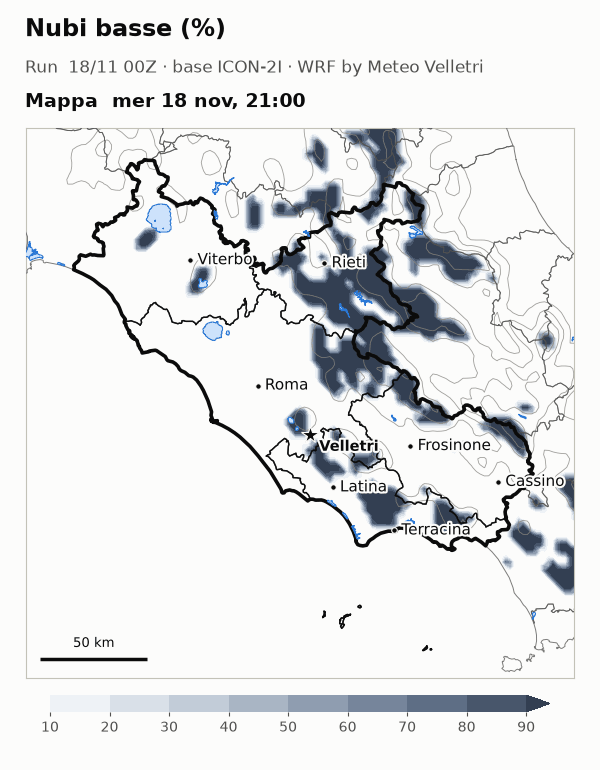 Nubi basse (%)
Run  18/11 00Z · base ICON-2I · WRF by Meteo Velletri
Mappa  mer 18 nov, 21:00
Viterbo
Rieti
Roma
Velletri
Frosinone
Latina
Cassino
Terracina
50 km
10 20 30 40 50 60 70 80 90